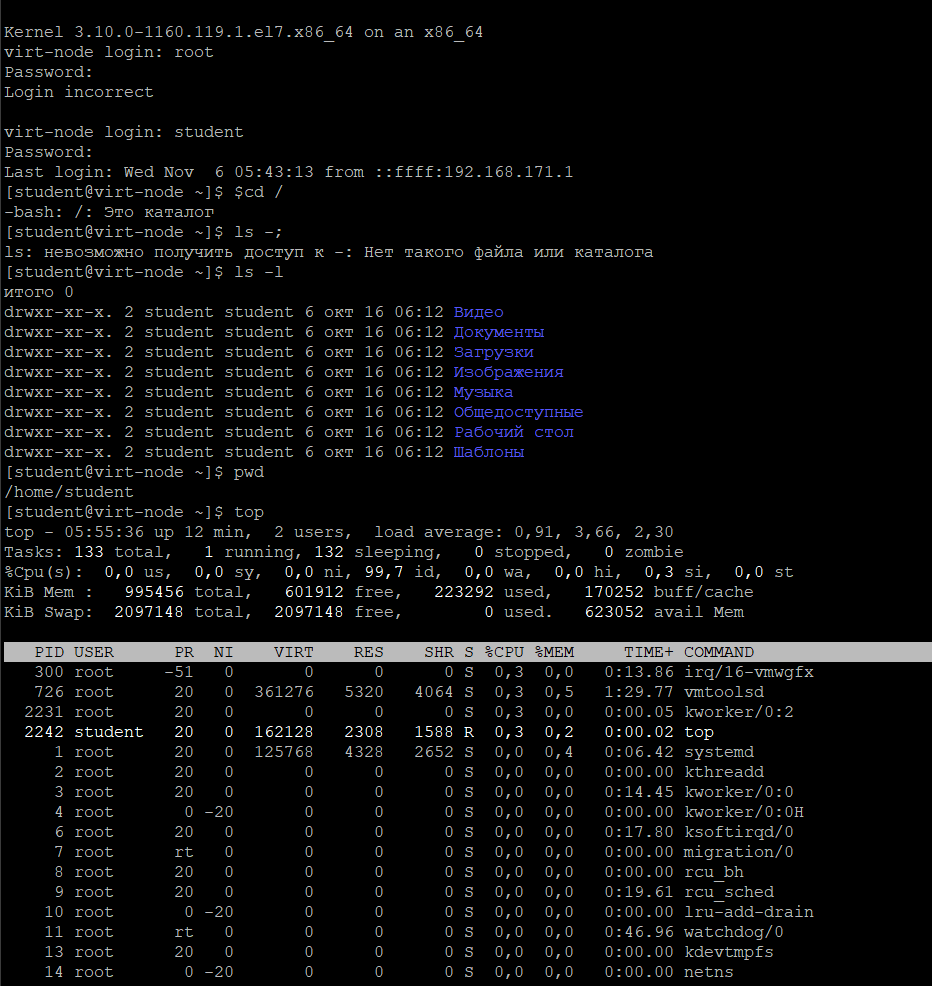 Kernel 3.10.0-1160.119.1.el7.x86_64 on an x86_64
virt-node login: root
Password:
Login incorrect
virt-node login: student
Password:
Last login: Wed Nov  6 05:43:13 from ::ffff:192.168.171.1
[student@virt-node ~]$ $cd /
-bash: /: Это каталог
[student@virt-node ~]$ ls -;
ls: невозможно получить доступ к -: Нет такого файла или каталога
[student@virt-node ~]$ ls -l
итого 0
drwxr-xr-x. 2 student student 6 окт 16 06:12 Видео
drwxr-xr-x. 2 student student 6 окт 16 06:12 Документы
drwxr-xr-x. 2 student student 6 окт 16 06:12 Загрузки
drwxr-xr-x. 2 student student 6 окт 16 06:12 Изображения
drwxr-xr-x. 2 student student 6 окт 16 06:12 Музыка
drwxr-xr-x. 2 student student 6 окт 16 06:12 Общедоступные
drwxr-xr-x. 2 student student 6 окт 16 06:12 Рабочий стол
drwxr-xr-x. 2 student student 6 окт 16 06:12 Шаблоны
[student@virt-node ~]$ pwd
/home/student
[student@virt-node ~]$ top
top - 05:55:36 up 12 min,  2 users,  load average: 0,91, 3,66, 2,30
Tasks: 133 total,   1 running, 132 sleeping,   0 stopped,   0 zombie
%Cpu(s):  0,0 us,  0,0 sy,  0,0 ni, 99,7 id,  0,0 wa,  0,0 hi,  0,3 si,  0,0 st
KiB Mem :   995456 total,   601912 free,   223292 used,   170252 buff/cache
KiB Swap:  2097148 total,  2097148 free,        0 used.   623052 avail Mem
   PID USER      PR  NI    VIRT    RES    SHR S %CPU %MEM     TIME+ COMMAND
   300 root     -51   0       0      0      0 S  0,3  0,0   0:13.86 irq/16-vmwgfx
   726 root      20   0  361276   5320   4064 S  0,3  0,5   1:29.77 vmtoolsd
  2231 root      20   0       0      0      0 S  0,3  0,0   0:00.05 kworker/0:2
  2242 student   20   0  162128   2308   1588 R  0,3  0,2   0:00.02 top
     1 root      20   0  125768   4328   2652 S  0,0  0,4   0:06.42 systemd
     2 root      20   0       0      0      0 S  0,0  0,0   0:00.00 kthreadd
     3 root      20   0       0      0      0 S  0,0  0,0   0:14.45 kworker/0:0
     4 root       0 -20       0      0      0 S  0,0  0,0   0:00.00 kworker/0:0H
     6 root      20   0       0      0      0 S  0,0  0,0   0:17.80 ksoftirqd/0
     7 root      rt   0       0      0      0 S  0,0  0,0   0:00.00 migration/0
     8 root      20   0       0      0      0 S  0,0  0,0   0:00.00 rcu_bh
     9 root      20   0       0      0      0 S  0,0  0,0   0:19.61 rcu_sched
    10 root       0 -20       0      0      0 S  0,0  0,0   0:00.00 lru-add-drain
    11 root      rt   0       0      0      0 S  0,0  0,0   0:46.96 watchdog/0
    13 root      20   0       0      0      0 S  0,0  0,0   0:00.00 kdevtmpfs
    14 root       0 -20       0      0      0 S  0,0  0,0   0:00.00 netns